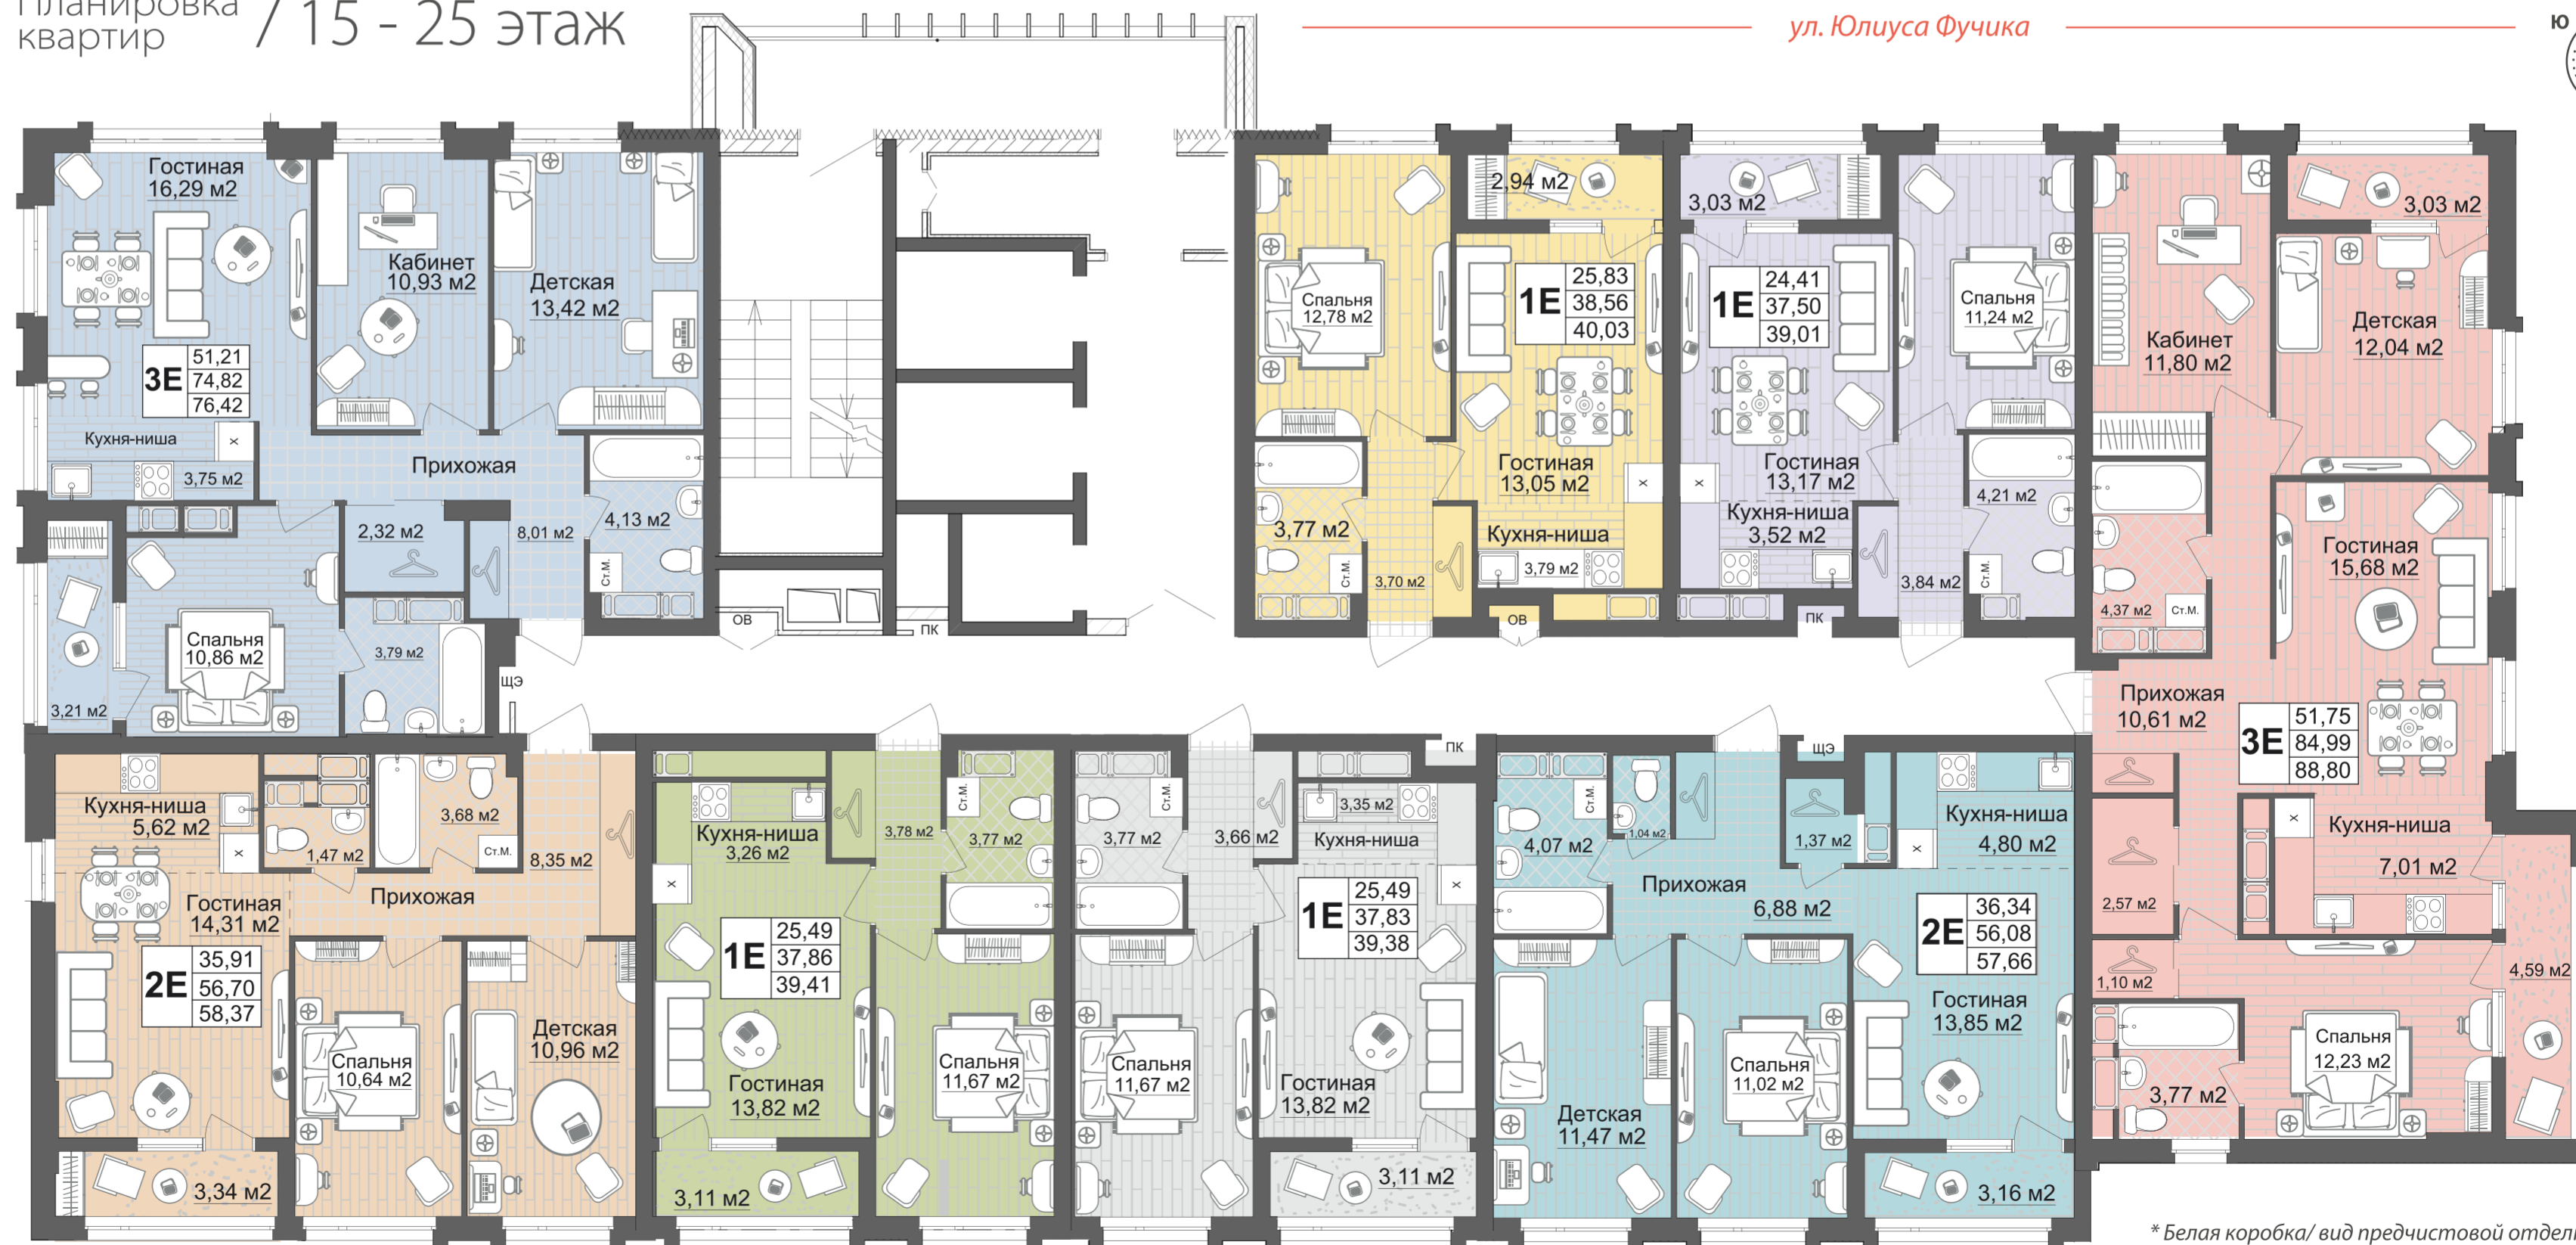 Планировка
квартир
/ 15 - 25 этаж
ул. Юлиуса Фучика
Ю
Гостиная
16,29 м2
Кабинет
10,93 м2
Детская
13,42 м2
3Е
51,21
74,82
76,42
Кухня-ниша
х
3,75 м2
Прихожая
8,01 м2
2,32 м2
4,13 м2
Ст.М.
Спальня
10,86 м2
3,79 м2
3,21 м2
ЩЭ
ОВ
ПК
Спальня
12,78 м2
2,94 м2
1Е
25,83
38,56
40,03
Гостиная
13,05 м2
х
Кухня-ниша
3,79 м2
3,77 м2
Ст.М.
3,70 м2
ОВ
3,03 м2
1Е
24,41
37,50
39,01
Спальня
11,24 м2
Гостиная
13,17 м2
х
Кухня-ниша
3,52 м2
4,21 м2
Ст.М.
3,84 м2
ПК
3,03 м2
Кабинет
11,80 м2
Детская
12,04 м2
Гостиная
15,68 м2
4,37 м2
Ст.М.
Прихожая
10,61 м2
3Е
51,75
84,99
88,80
х
Кухня-ниша
7,01 м2
2,57 м2
1,10 м2
4,59 м2
Спальня
12,23 м2
3,77 м2
Кухня-ниша
5,62 м2
х
1,47 м2
3,68 м2
Ст.М.
8,35 м2
Прихожая
Гостиная
14,31 м2
2Е
35,91
56,70
58,37
Спальня
10,64 м2
Детская
10,96 м2
3,34 м2
Кухня-ниша
3,26 м2
х
3,78 м2
Ст.М.
3,77 м2
1Е
25,49
37,86
39,41
Гостиная
13,82 м2
Спальня
11,67 м2
3,11 м2
3,77 м2
Ст.М.
3,66 м2
ПК
3,35 м2
Кухня-ниша
х
1Е
25,49
37,83
39,38
Спальня
11,67 м2
Гостиная
13,82 м2
3,11 м2
4,07 м2
Ст.М.
1,04 м2
ЩЭ
1,37 м2
Кухня-ниша
4,80 м2
х
Прихожая
6,88 м2
2Е
36,34
56,08
57,66
Гостиная
13,85 м2
Спальня
11,02 м2
Детская
11,47 м2
3,16 м2
* Белая коробка/ вид предчистовой